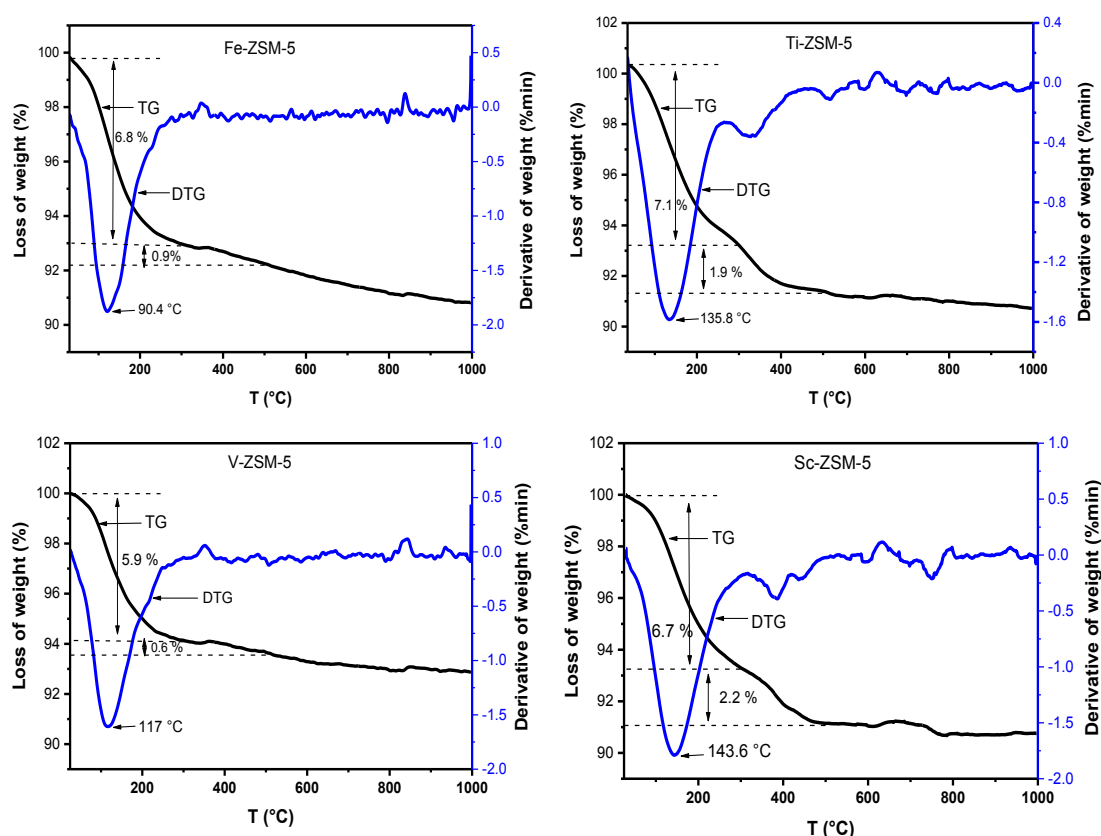 Fe-ZSM-5
100
98
96
94
92
90
Loss of weight (%)
TG
6.8 %
DTG
0.9%
90.4 °C
0.5
0.0
-0.5
-1.0
-1.5
-2.0
Derivative of weight (%min)
200
400
600
800
1000
T (°C)
Ti-ZSM-5
102
100
98
96
94
92
90
Loss of weight (%)
TG
DTG
7.1 %
1.9 %
135.8 °C
0.4
0.0
-0.4
-0.8
-1.2
-1.6
Derivative of weight (%min)
200
400
600
800
1000
T (°C)
V-ZSM-5
102
100
98
96
94
92
90
Loss of weight (%)
TG
5.9 %
DTG
0.6 %
117 °C
1.0
0.5
0.0
-0.5
-1.0
-1.5
-2.0
Derivative of weight (%min)
200
400
600
800
1000
T (°C)
Sc-ZSM-5
102
100
98
96
94
92
90
Loss of weight (%)
TG
DTG
6.7 %
2.2 %
143.6 °C
1.0
0.5
0.0
-0.5
-1.0
-1.5
-2.0
Derivative of weight (%min)
200
400
600
800
1000
T (°C)